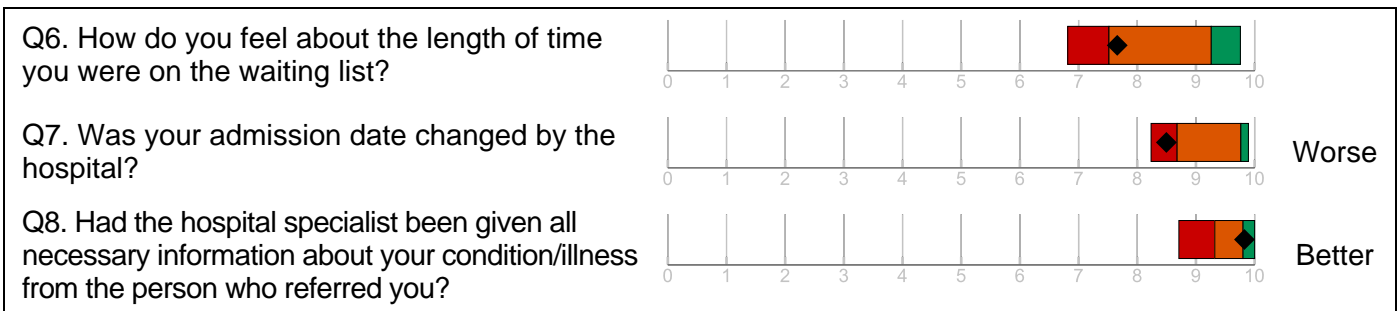 Q6. How do you feel about the length of time
you were on the waiting list?
0 1 2 3 4 5 6 7 8 9 10
Q7. Was your admission date changed by the
hospital?
Worse
0 1 2 3 4 5 6 7 8 9 10
Q8. Had the hospital specialist been given all
necessary information about your condition/illness
from the person who referred you?
Better
0 1 2 3 4 5 6 7 8 9 10